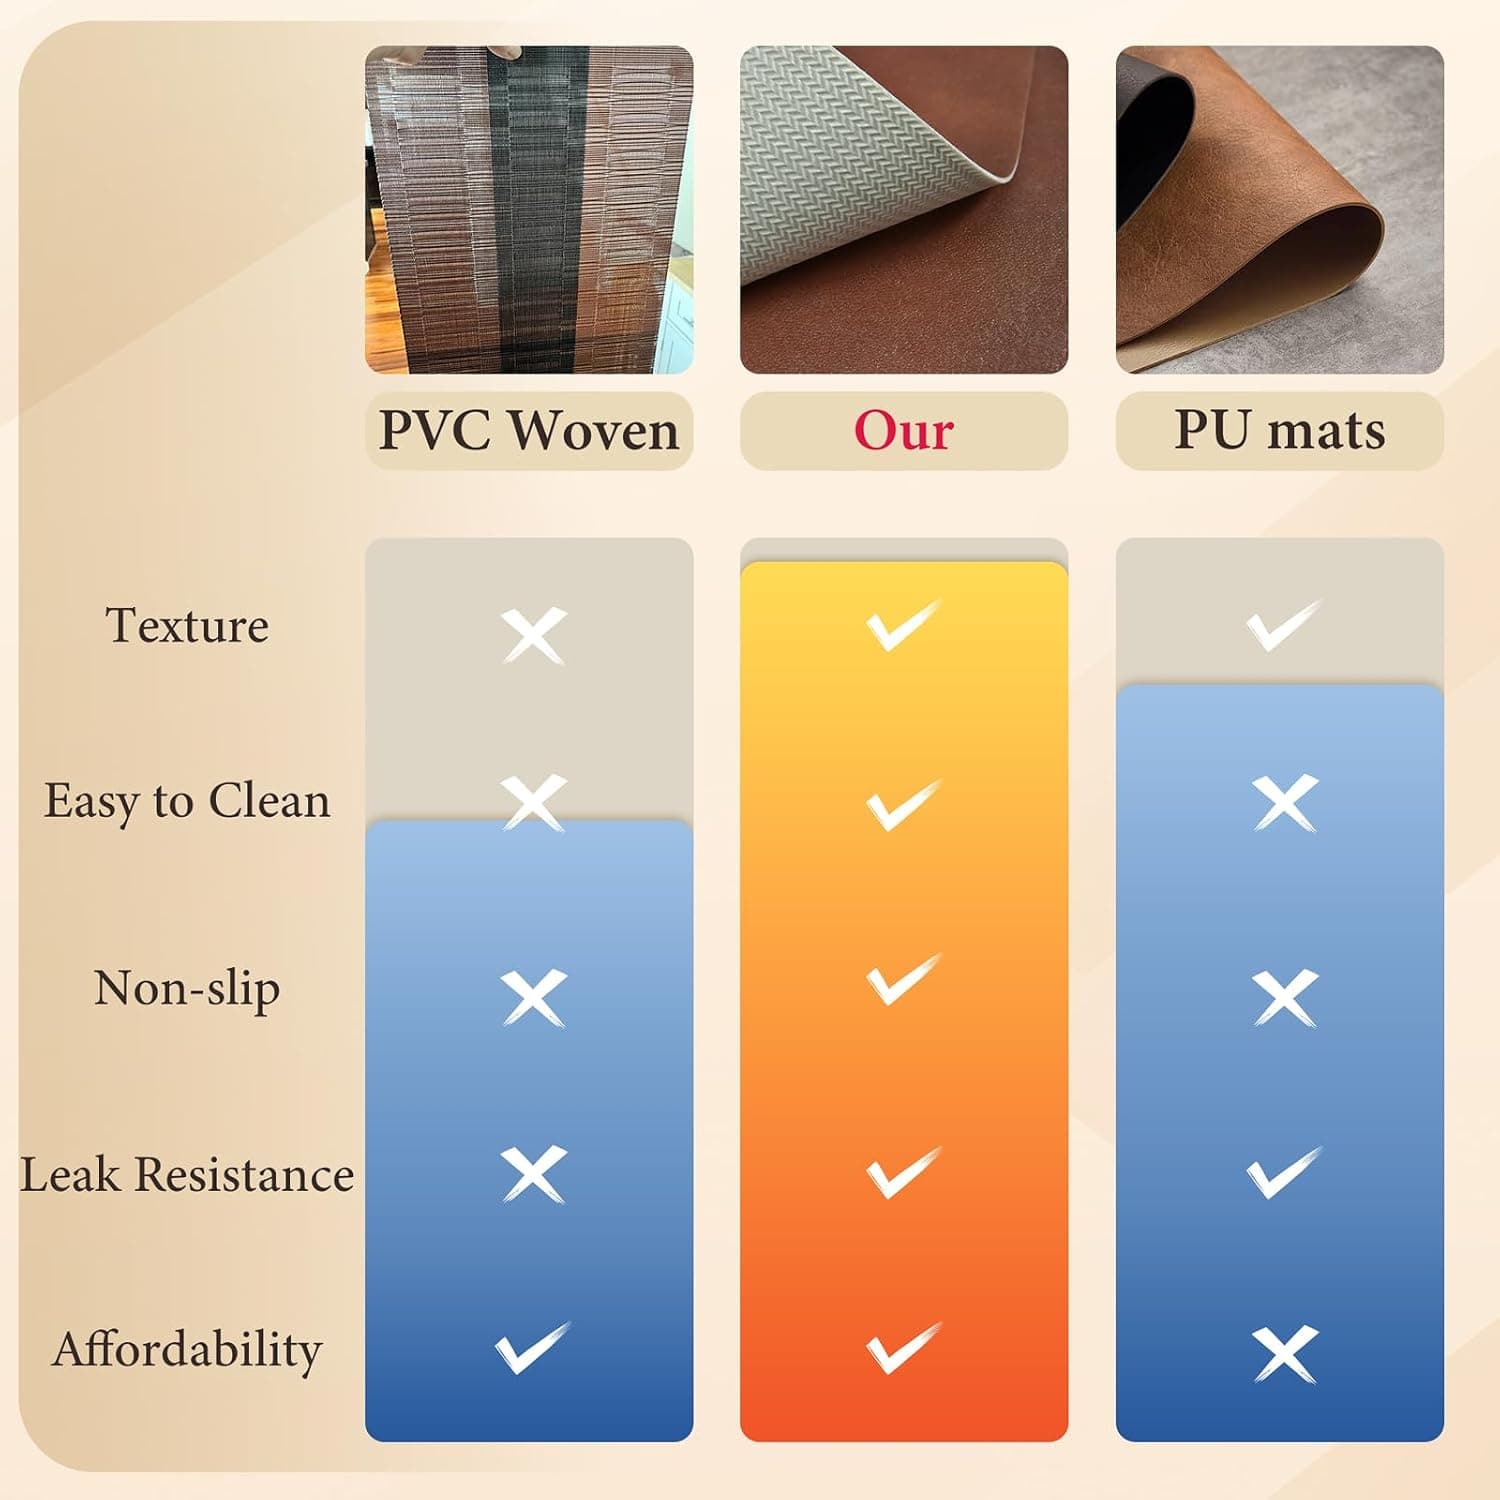 PVC Woven
Our
PU mats
Texture
Easy to Clean
Non-slip
Leak Resistance
Affordability